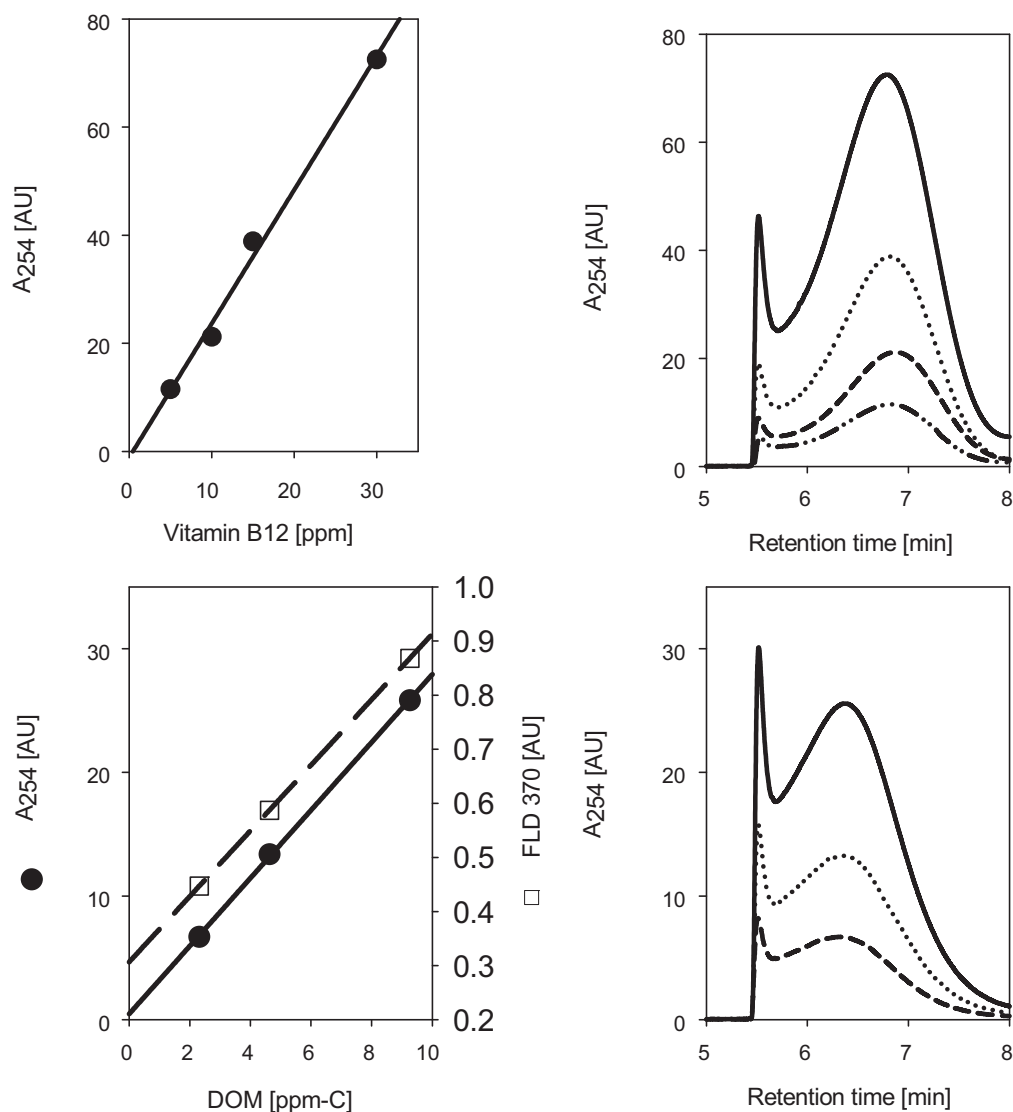 80
60
40
20
0
0 10 20 30
A254 [AU]
Vitamin B12 [ppm]
80
60
40
20
0
5 6 7 8
A254 [AU]
Retention time [min]
30
20
10
0
0 2 4 6 8 10
A254 [AU]
DOM [ppm-C]
1.0
0.9
0.8
0.7
0.6
0.5
0.4
0.3
0.2
FLD 370 [AU]
30
20
10
0
5 6 7 8
A254 [AU]
Retention time [min]